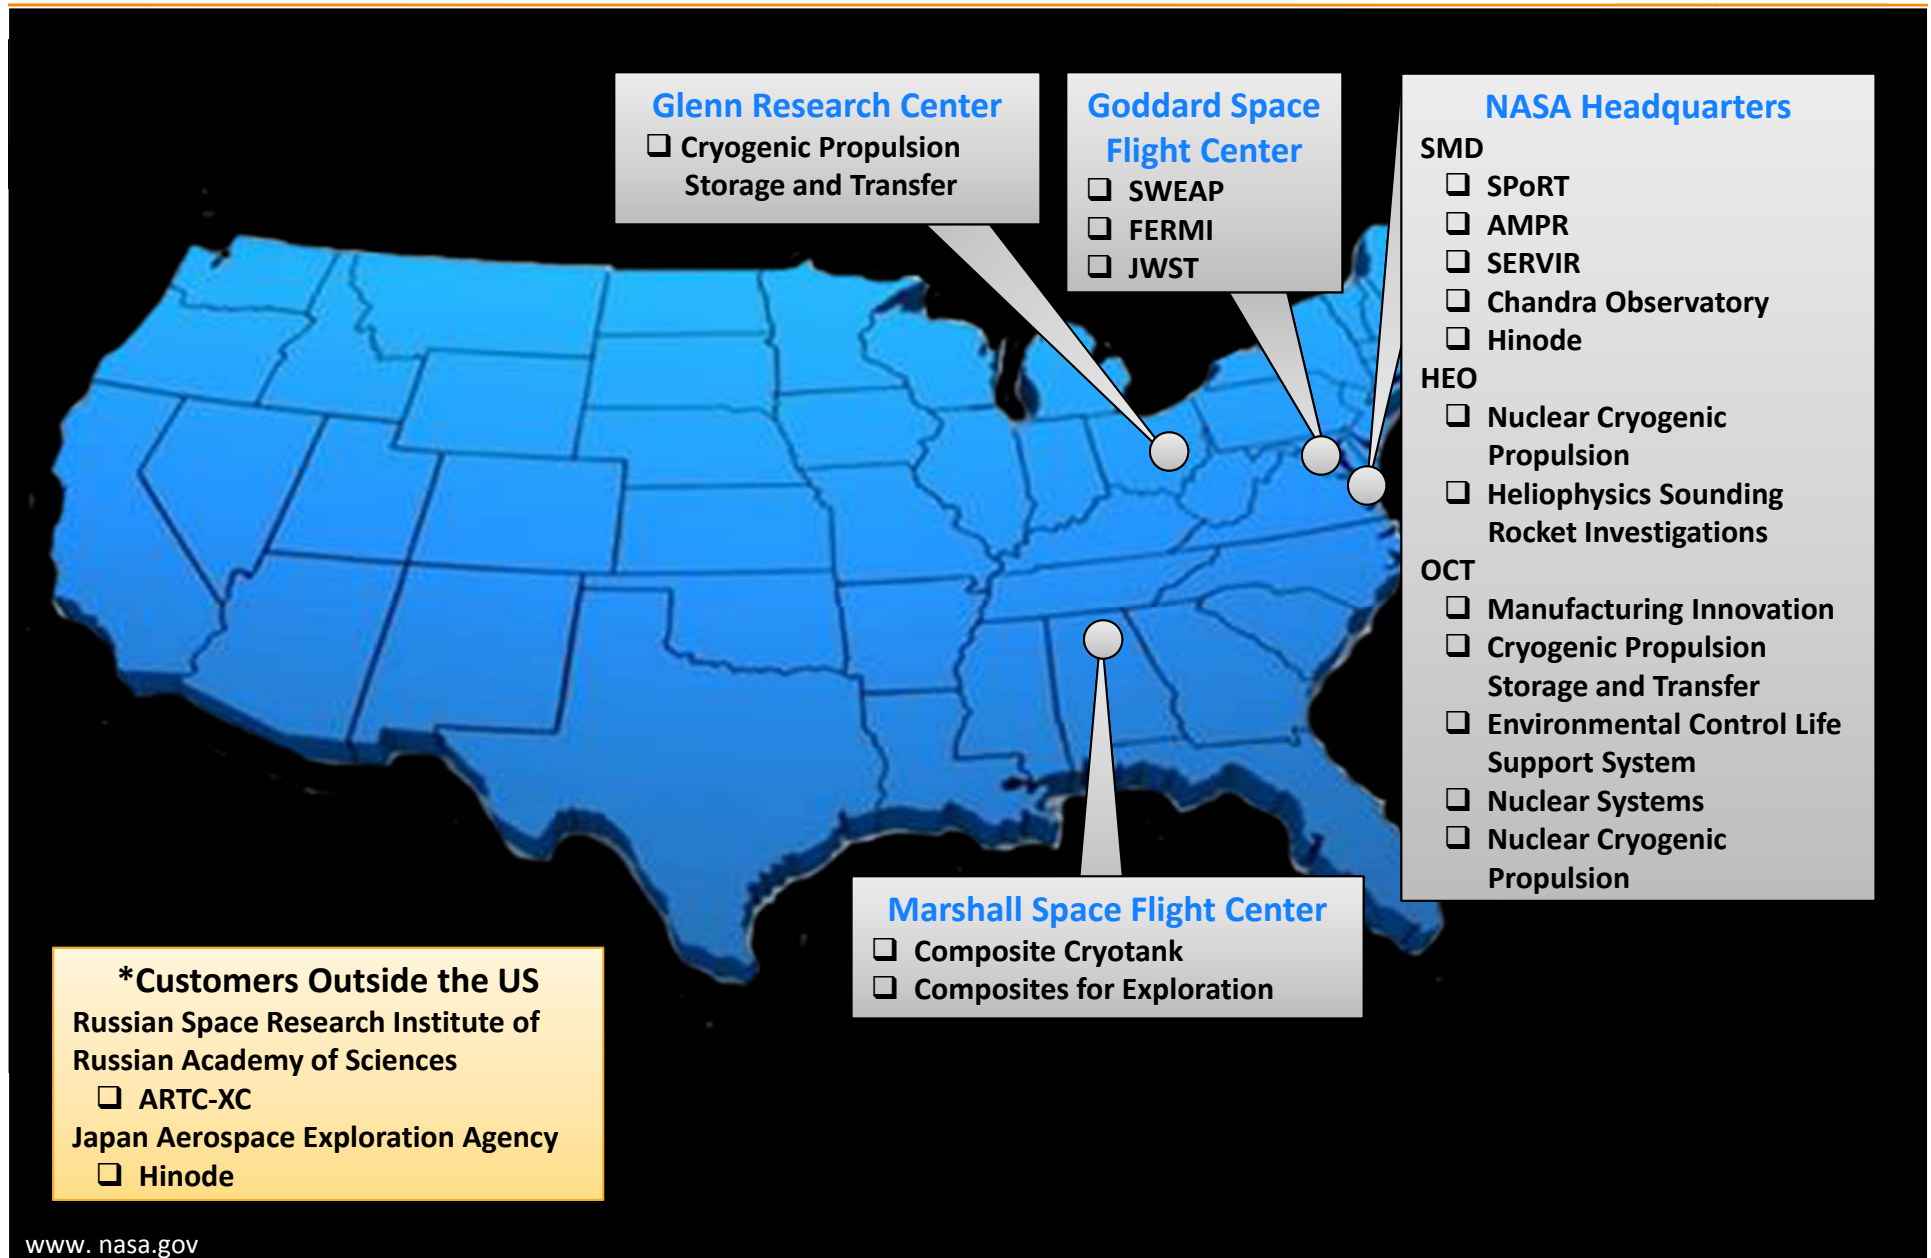 Glenn Research Center
❑ Cryogenic Propulsion
Storage and Transfer
Goddard Space
Flight Center
❑ SWEAP
❑ FERMI
❑ JWST
NASA Headquarters
SMD
❑ SPoRT
❑ AMPR
❑ SERVIR
❑ Chandra Observatory
❑ Hinode
HEO
❑ Nuclear Cryogenic
Propulsion
❑ Heliophysics Sounding
Rocket Investigations
OCT
❑ Manufacturing Innovation
❑ Cryogenic Propulsion
Storage and Transfer
❑ Environmental Control Life
Support System
❑ Nuclear Systems
❑ Nuclear Cryogenic
Propulsion
Marshall Space Flight Center
❑ Composite Cryotank
❑ Composites for Exploration
*Customers Outside the US
Russian Space Research Institute of
Russian Academy of Sciences
❑ ARTC-XC
Japan Aerospace Exploration Agency
❑ Hinode
www. nasa.gov